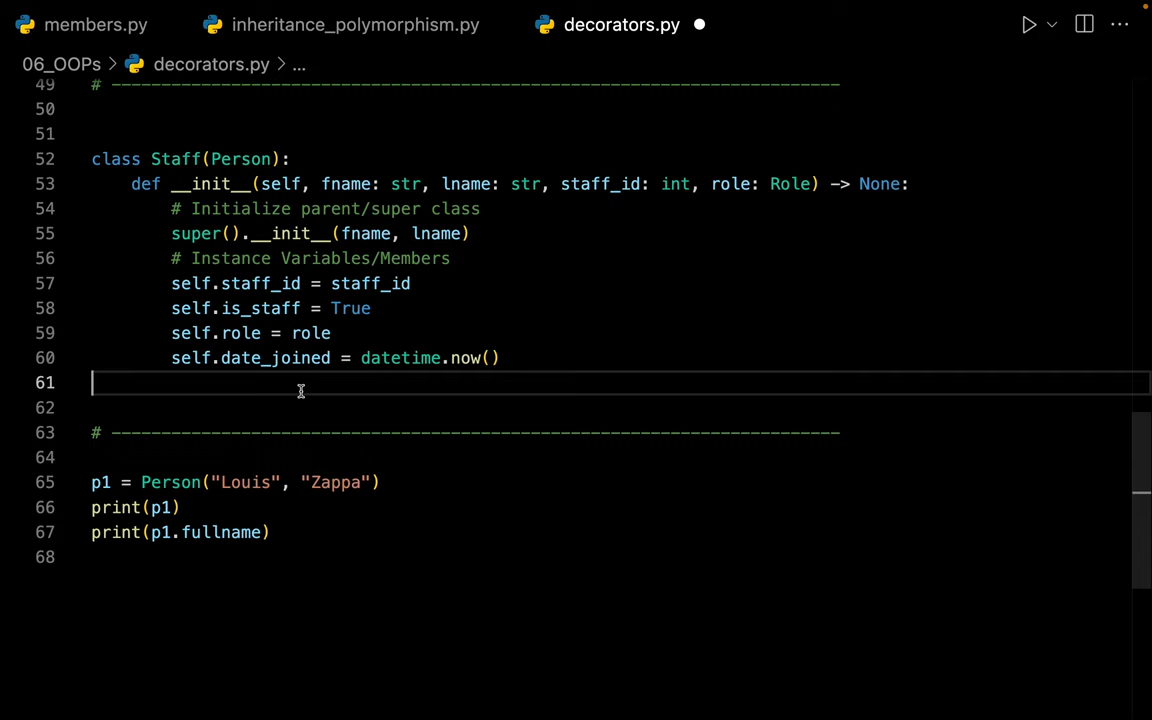 members.py inheritance_polymorphism.py decorators.py
06_OOPs > decorators.py > ...
49 # ---------------------------------------------------------------
50
51
52 class Staff(Person):
53     def __init__(self, fname: str, lname: str, staff_id: int, role: Role) -> None:
54         # Initialize parent/super class
55         super().__init__(fname, lname)
56         # Instance Variables/Members
57         self.staff_id = staff_id
58         self.is_staff = True
59         self.role = role
60         self.date_joined = datetime.now()
61
62
63 # ---------------------------------------------------------------
64
65 p1 = Person("Louis", "Zappa")
66 print(p1)
67 print(p1.fullname)
68